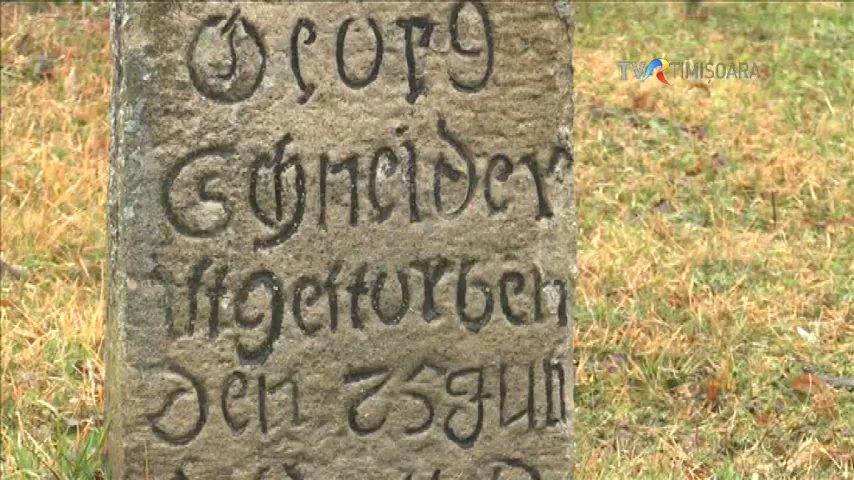 TVR TIMIȘOARA
Georg
Schneider
ist gestorben
den 25 Jun